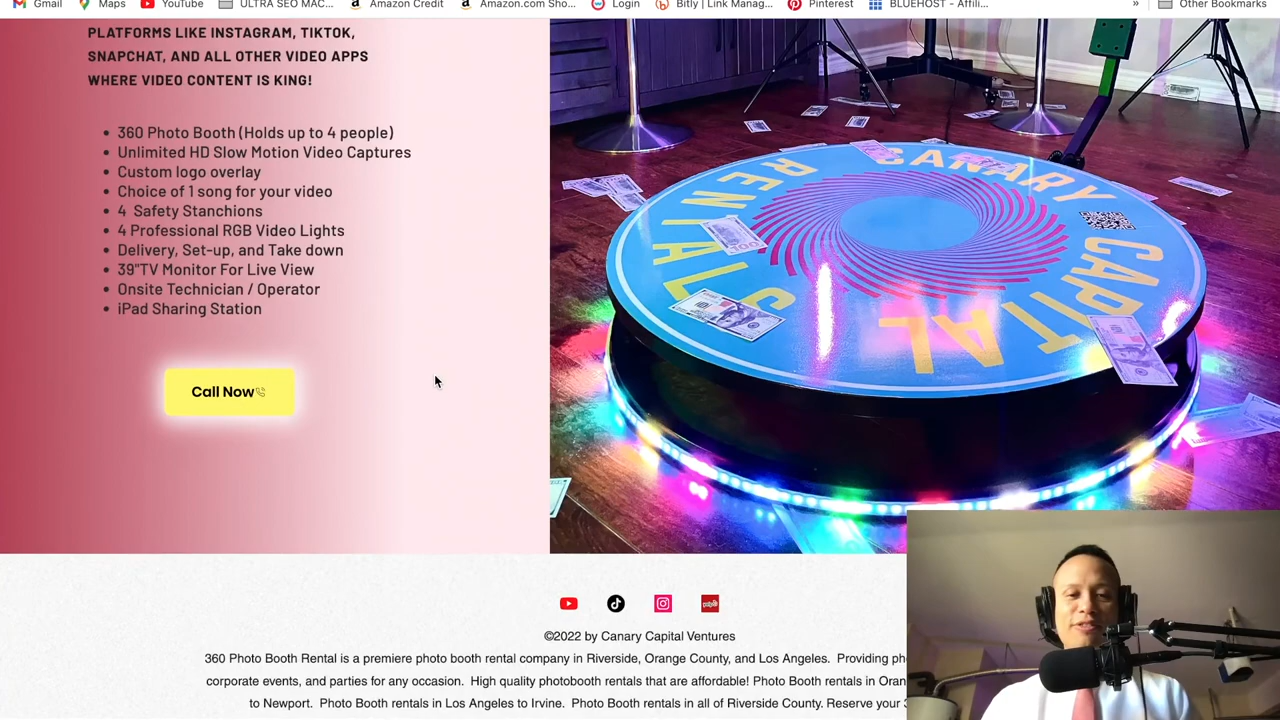 Gmail Maps YouTube ULTRA SEO MAC... Amazon Credit Amazon.com Sho... Login Bitly | Link Manag... Pinterest BLUEHOST - Affili... » Other Bookmarks
PLATFORMS LIKE INSTAGRAM, TIKTOK,
SNAPCHAT, AND ALL OTHER VIDEO APPS
WHERE VIDEO CONTENT IS KING!
• 360 Photo Booth (Holds up to 4 people)
• Unlimited HD Slow Motion Video Captures
• Custom logo overlay
• Choice of 1 song for your video
• 4 Safety Stanchions
• 4 Professional RGB Video Lights
• Delivery, Set-up, and Take down
• 39"TV Monitor For Live View
• Onsite Technician / Operator
• iPad Sharing Station
Call Now
CANARY
CAPITAL
RENTALS
©2022 by Canary Capital Ventures
360 Photo Booth Rental is a premiere photo booth rental company in Riverside, Orange County, and Los Angeles. Providing ph
corporate events, and parties for any occasion. High quality photobooth rentals that are affordable! Photo Booth rentals in Oran
to Newport. Photo Booth rentals in Los Angeles to Irvine. Photo Booth rentals in all of Riverside County. Reserve your 3